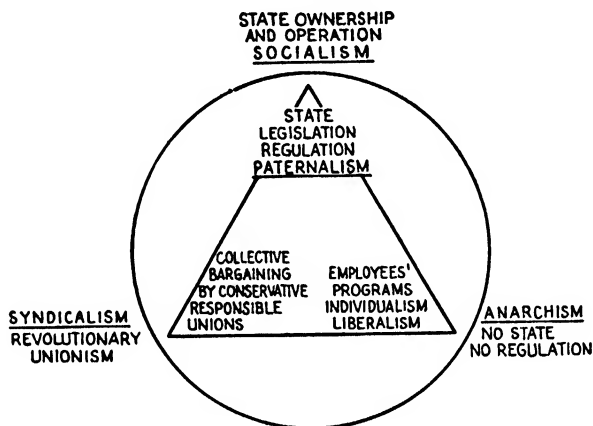 STATE OWNERSHIP
AND OPERATION
SOCIALISM
STATE
LEGISLATION
REGULATION
PATERNALISM
COLLECTIVE
BARGAINING
BY CONSERVATIVE
RESPONSIBLE
UNIONS
EMPLOYEES'
PROGRAMS
INDIVIDUALISM
LIBERALISM
SYNDICALISM
REVOLUTIONARY
UNIONISM
ANARCHISM
NO STATE
NO REGULATION